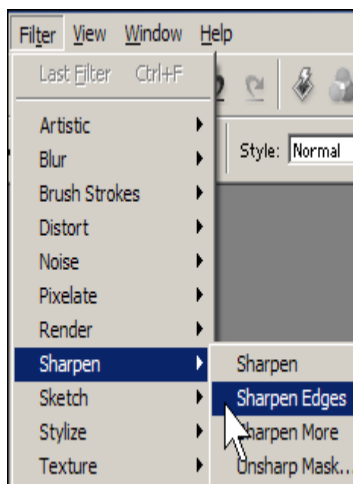 Filter View Window Help
Last Filter Ctrl+F
Artistic
Style: Normal
Blur
Brush Strokes
Distort
Noise
Pixelate
Render
Sharpen
Sharpen
Sketch
Sharpen Edges
Stylize
Sharpen More
Texture
Unsharp Mask...